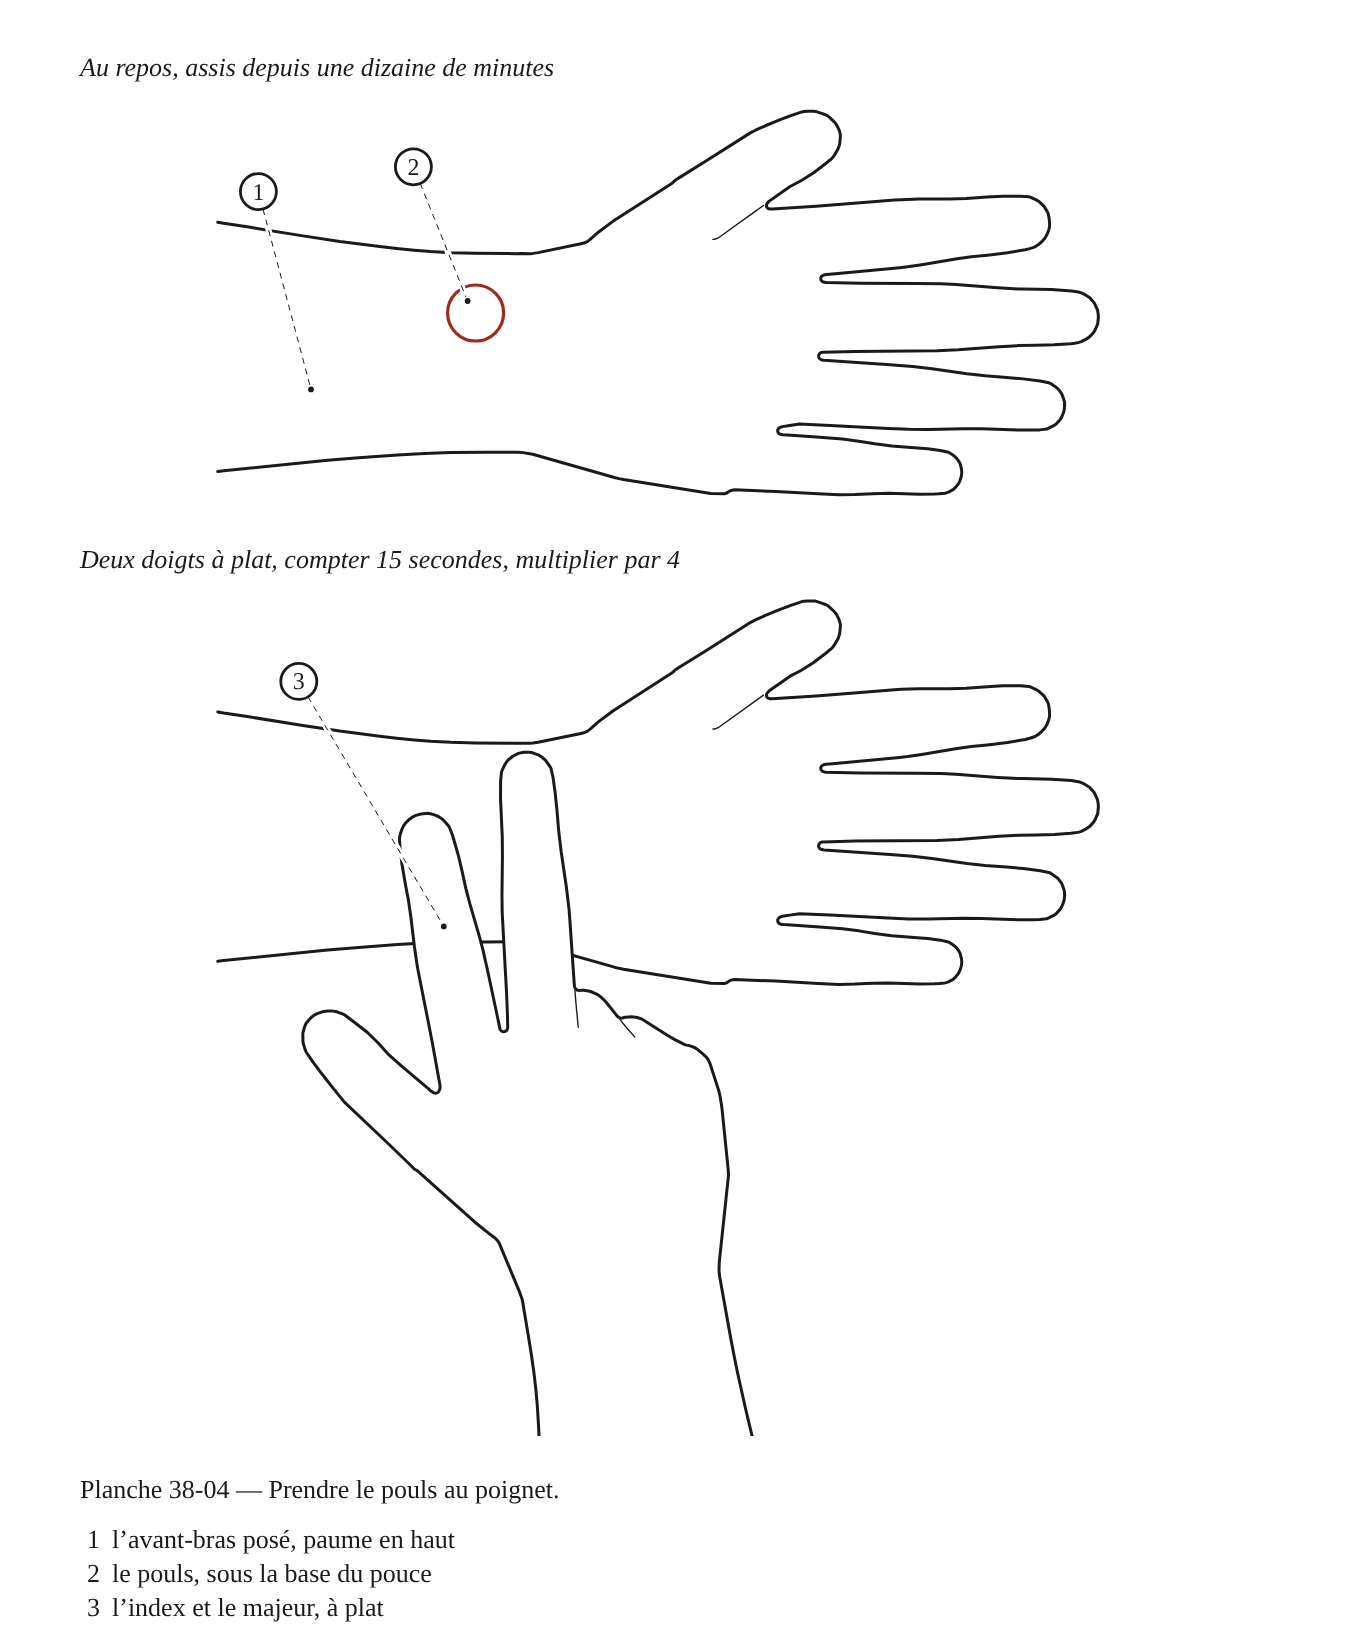 Au repos, assis depuis une dizaine de minutes
2
1
Deux doigts à plat, compter 15 secondes, multiplier par 4
3
Planche 38-04 — Prendre le pouls au poignet.
1 l’avant-bras posé, paume en haut
2 le pouls, sous la base du pouce
3 l’index et le majeur, à plat